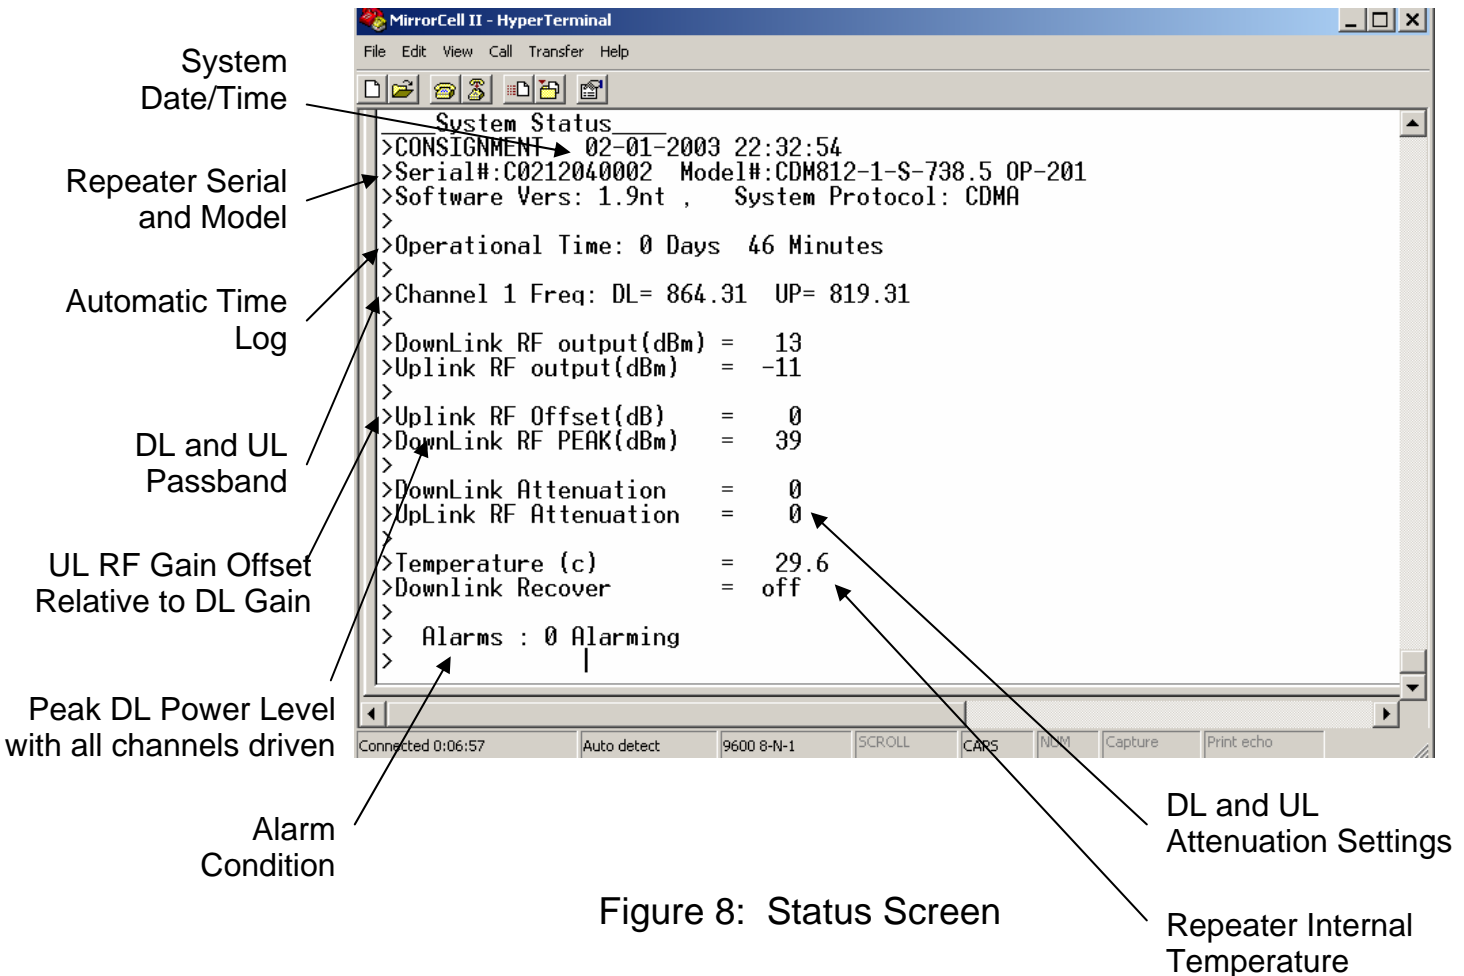 MirrorCell II - HyperTerminal
File Edit View Call Transfer Help
____System Status____
>CONSIGNMENT 02-01-2003 22:32:54
>Serial#:C0212040002 Model#:CDM812-1-S-738.5 OP-201
>Software Vers: 1.9nt , System Protocol: CDMA
>
>Operational Time: 0 Days 46 Minutes
>
>Channel 1 Freq: DL= 864.31 UP= 819.31
>
>DownLink RF output(dBm) = 13
>Uplink RF output(dBm) = -11
>
>Uplink RF Offset(dB) = 0
>DownLink RF PEAK(dBm) = 39
>
>DownLink Attenuation = 0
>UpLink RF Attenuation = 0
>
>Temperature (c) = 29.6
>Downlink Recover = off
>
> Alarms : 0 Alarming
>
Connected 0:06:57 Auto detect 9600 8-N-1 SCROLL CAPS NUM Capture Print echo
System
Date/Time
Repeater Serial
and Model
Automatic Time
Log
DL and UL
Passband
UL RF Gain Offset
Relative to DL Gain
Peak DL Power Level
with all channels driven
Alarm
Condition
DL and UL
Attenuation Settings
Repeater Internal
Temperature
Figure 8: Status Screen